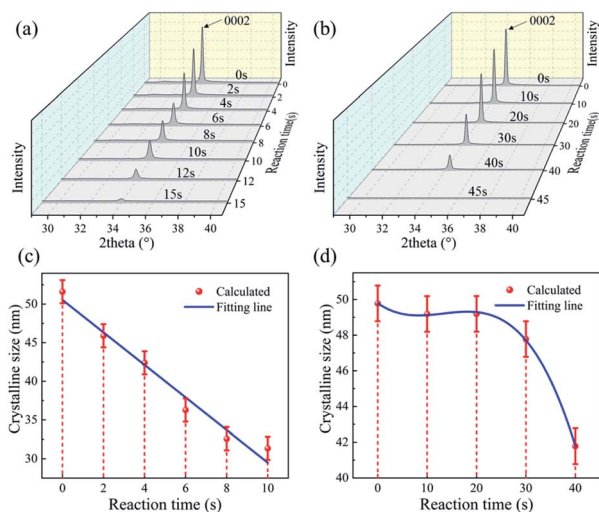 (a)
0002
Intensity
0s
2s
4s
6s
8s
10s
12s
15s
0
2
4
6
8
10
12
15
Reaction time(s)
Intensity
30 32 34 36 38 40
2theta (°)
(b)
0002
Intensity
0s
10s
20s
30s
40s
45s
0
10
20
30
40
45
Reaction time(s)
Intensity
30 32 34 36 38 40
2theta (°)
(c)
Calculated
Fitting line
Crystalline size (nm)
50
45
40
35
30
0 2 4 6 8 10
Reaction time (s)
(d)
Calculated
Fitting line
Crystalline size (nm)
50
48
46
44
42
40
0 10 20 30 40
Reaction time (s)